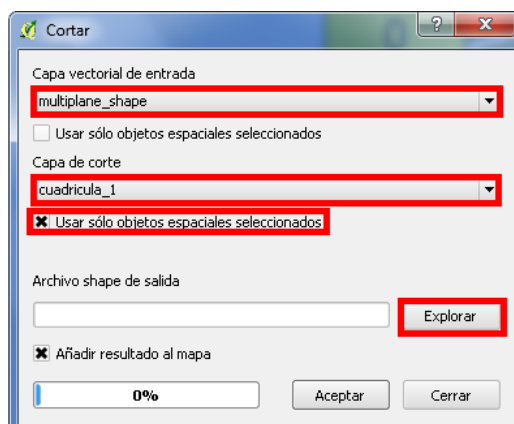 Cortar
Capa vectorial de entrada
multiplane_shape
Usar sólo objetos espaciales seleccionados
Capa de corte
cuadricula_1
Usar sólo objetos espaciales seleccionados
Archivo shape de salida
Explorar
Añadir resultado al mapa
0%
Aceptar
Cerrar